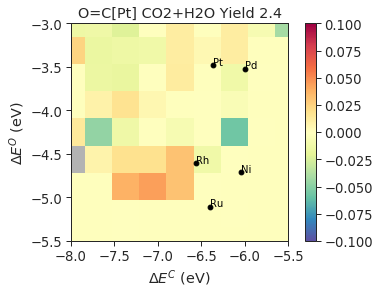 O=C[Pt] CO2+H2O Yield 2.4
−3.0
−3.5
−4.0
−4.5
−5.0
−5.5
ΔE^O (eV)
Pt
Pd
Rh
Ni
Ru
−8.0 −7.5 −7.0 −6.5 −6.0 −5.5
ΔE^C (eV)
0.100
0.075
0.050
0.025
0.000
−0.025
−0.050
−0.075
−0.100